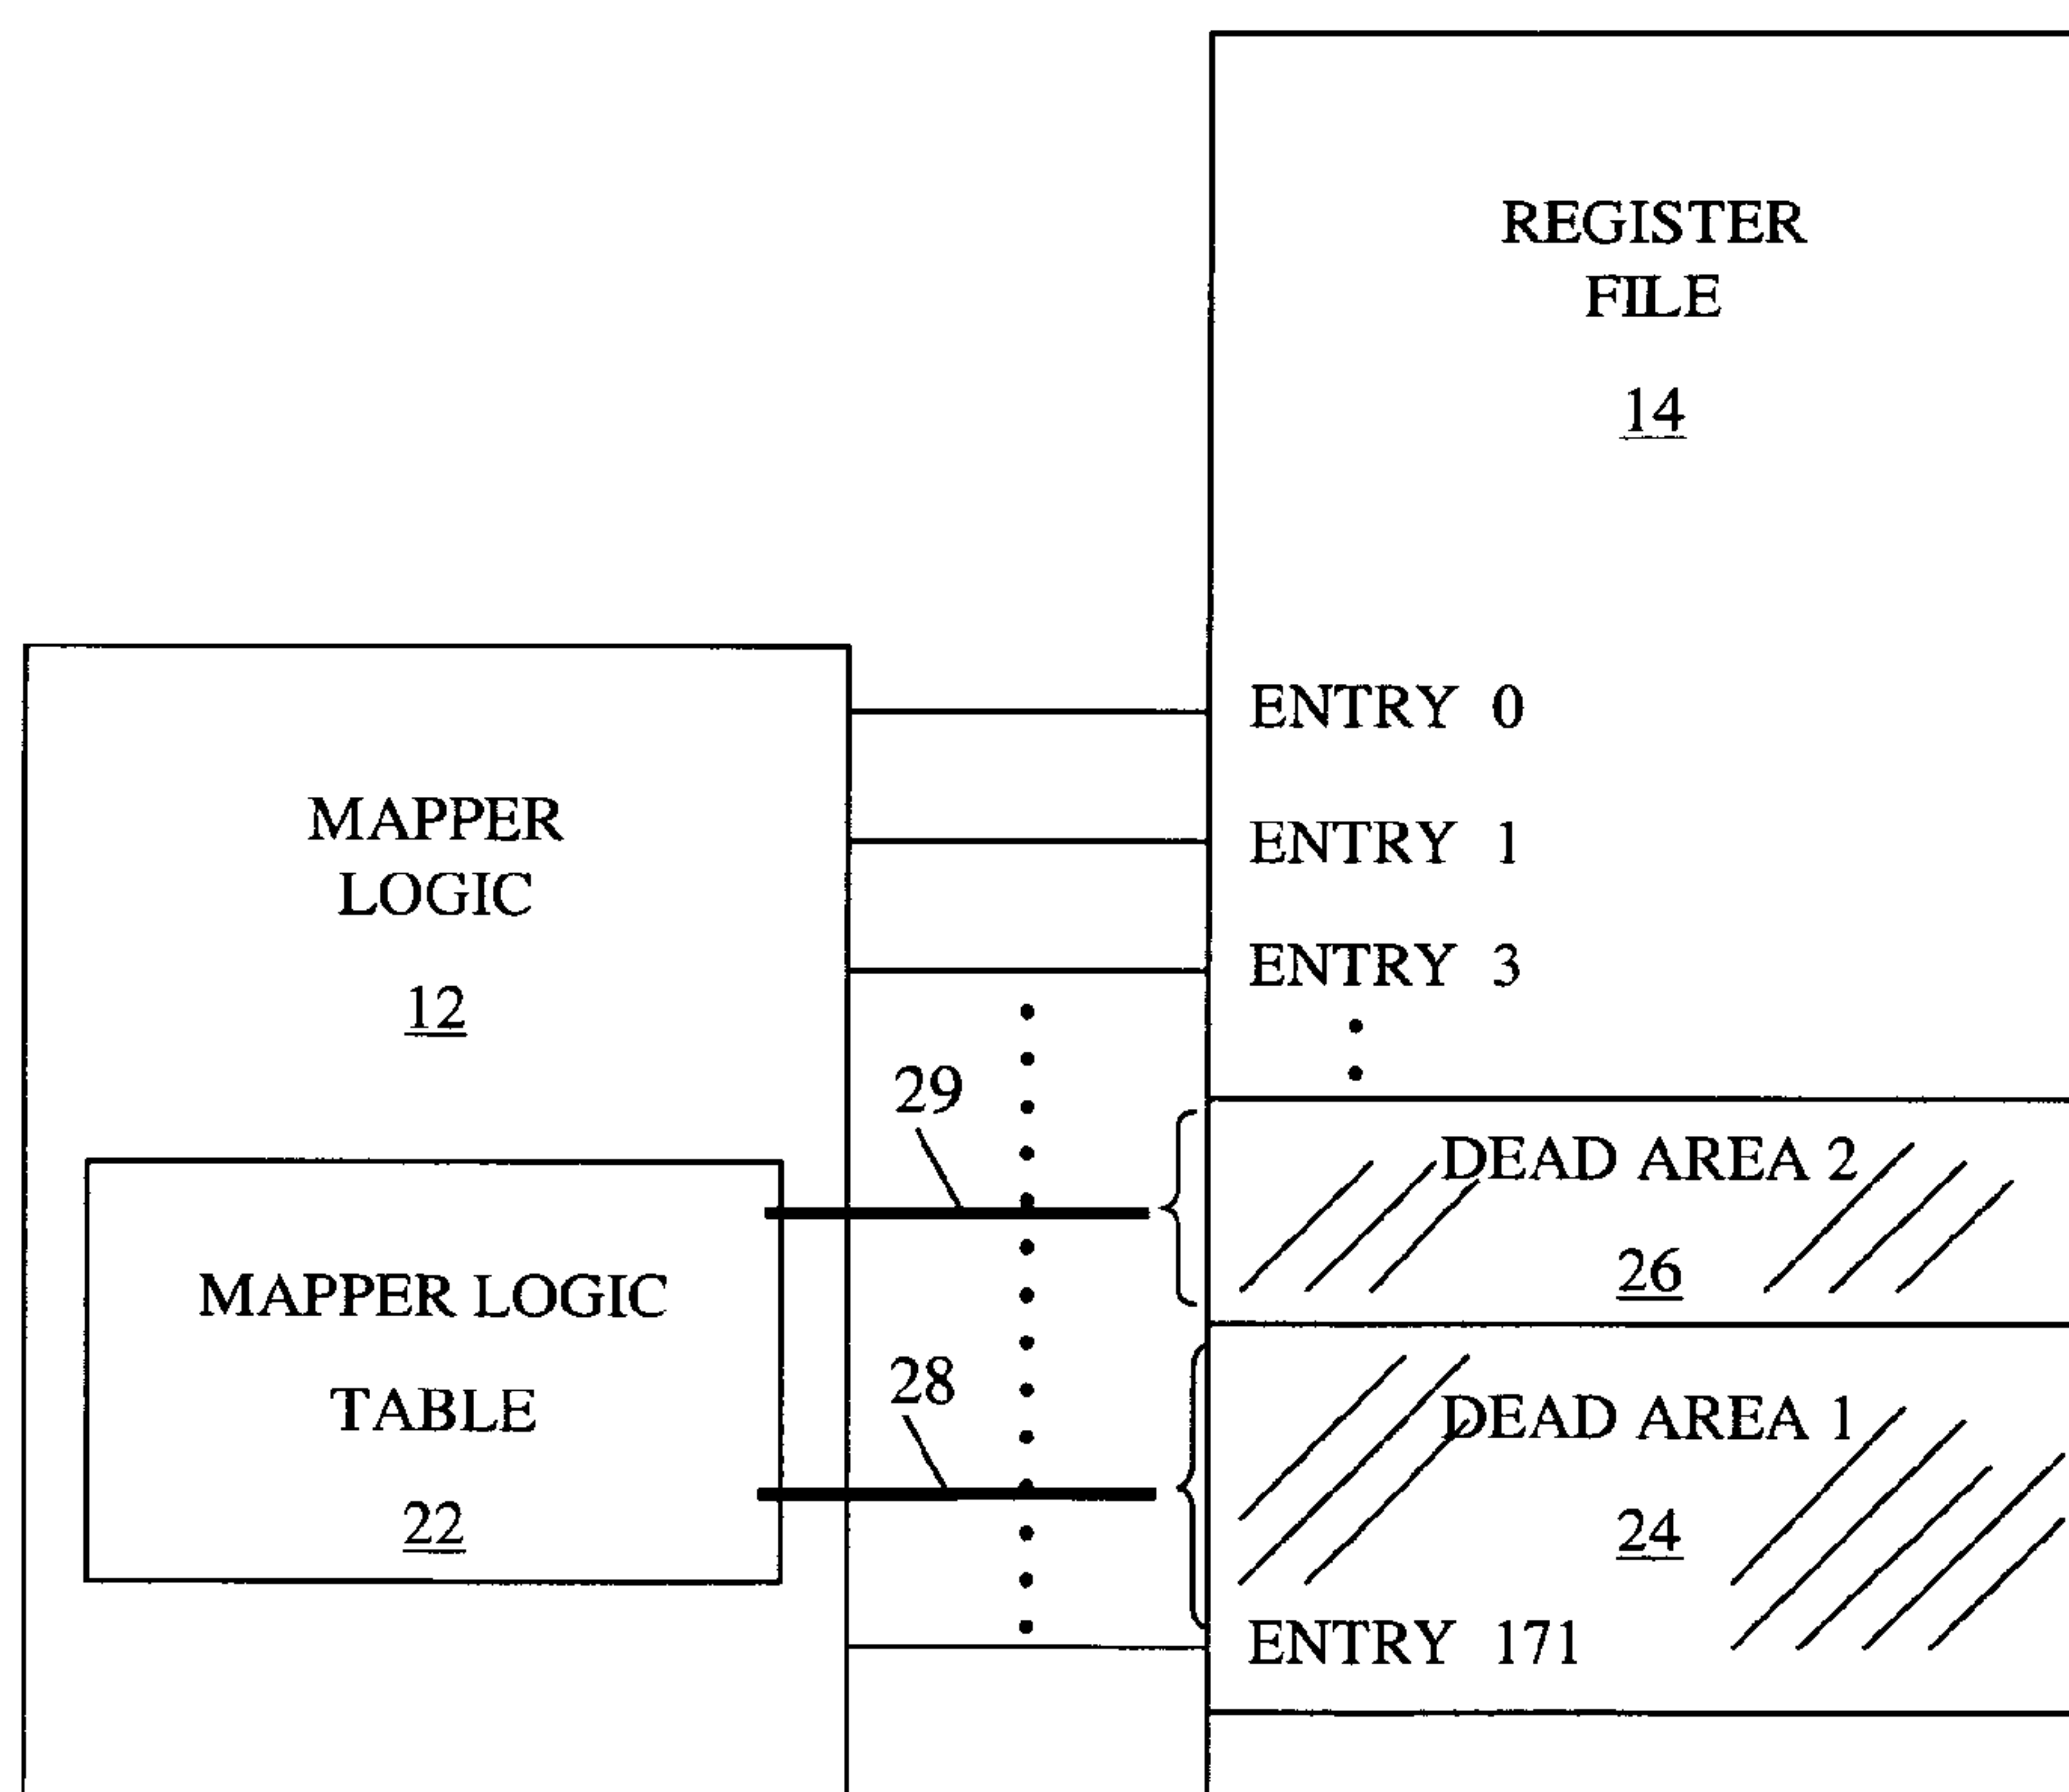 REGISTER
FILE
14
ENTRY 0
ENTRY 1
ENTRY 3
MAPPER
LOGIC
12
29
DEAD AREA 2
26
MAPPER LOGIC
TABLE
22
28
DEAD AREA 1
24
ENTRY 171